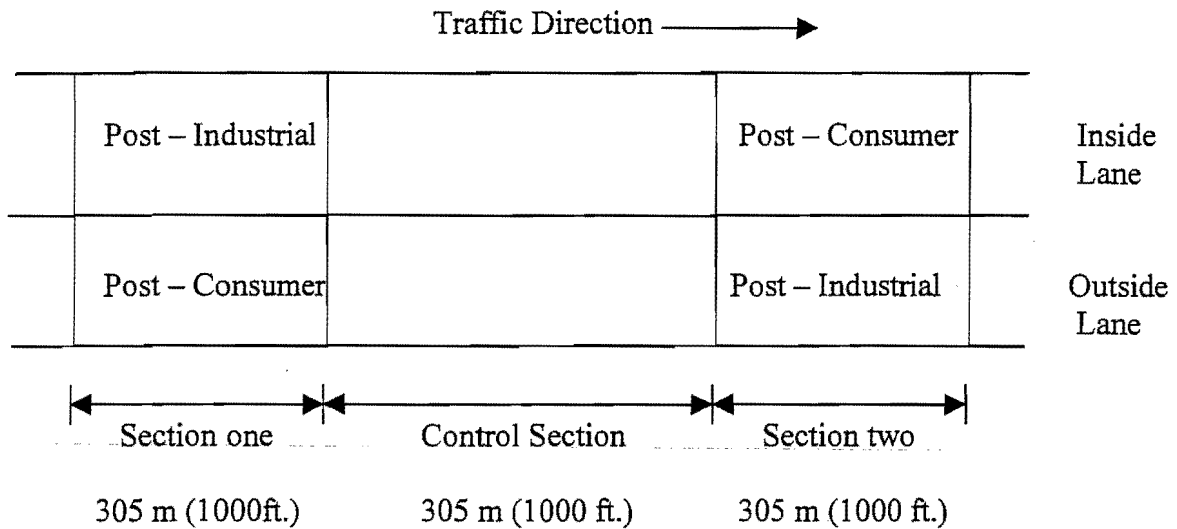 Traffic Direction
Post – Industrial
Post – Consumer
Inside
Lane
Post – Consumer
Post – Industrial
Outside
Lane
Section one
Control Section
Section two
305 m (1000ft.)
305 m (1000 ft.)
305 m (1000 ft.)